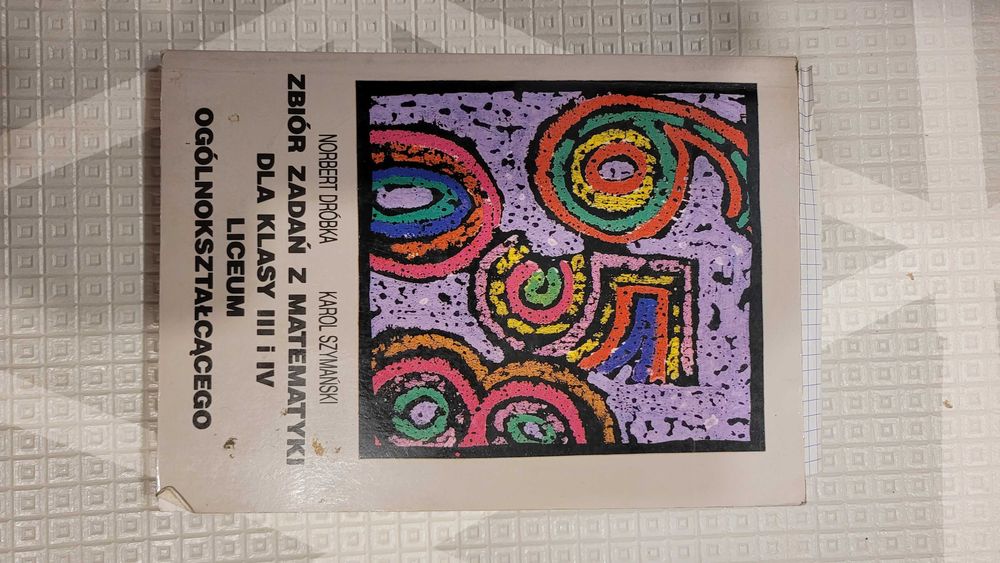 NORBERT DRÓBKA KAROL SZYMAŃSKI
ZBIÓR ZADAŃ Z MATEMATYKI
DLA KLASY III i IV
LICEUM
OGÓLNOKSZTAŁCĄCEGO